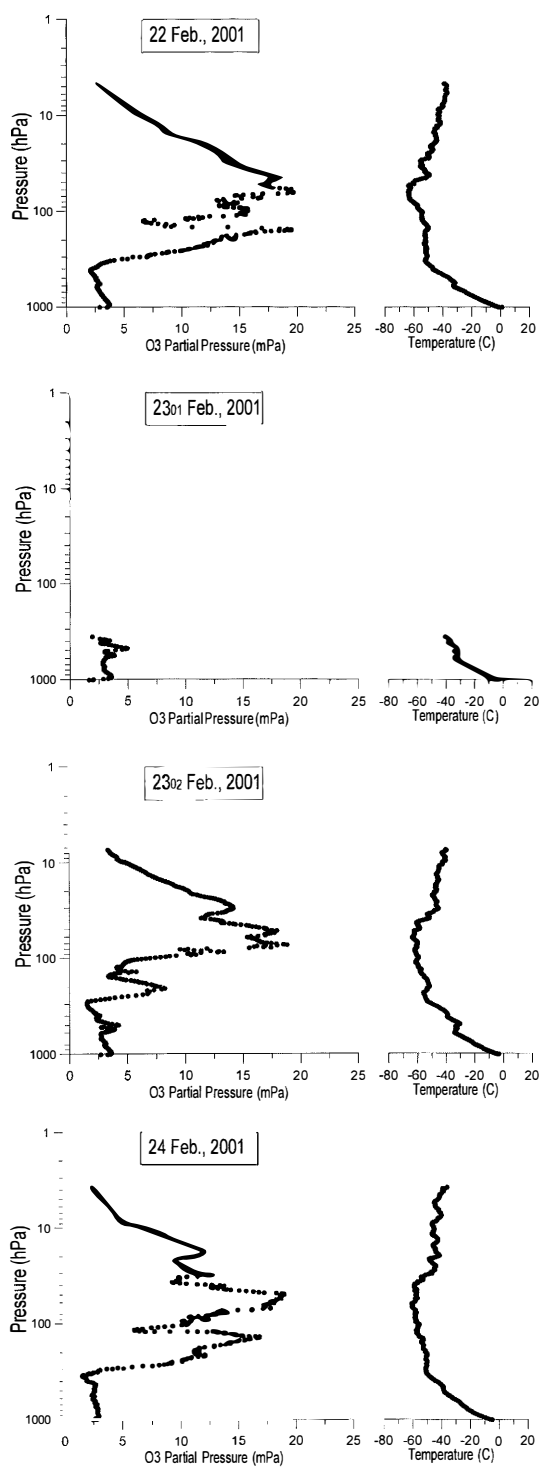 22 Feb., 2001
1
10
100
1000
Pressure (hPa)
0 5 10 15 20 25
O3 Partial Pressure (mPa)
-80 -60 -40 -20 0 20
Temperature (C)
2301 Feb., 2001
1
10
100
1000
Pressure (hPa)
0 5 10 15 20 25
O3 Partial Pressure (mPa)
-80 -60 -40 -20 0 20
Temperature (C)
2302 Feb., 2001
1
10
100
1000
Pressure (hPa)
0 5 10 15 20 25
O3 Partial Pressure (mPa)
-80 -60 -40 -20 0 20
Temperature (C)
24 Feb., 2001
1
10
100
1000
Pressure (hPa)
0 5 10 15 20 25
O3 Partial Pressure (mPa)
-80 -60 -40 -20 0 20
Temperature (C)